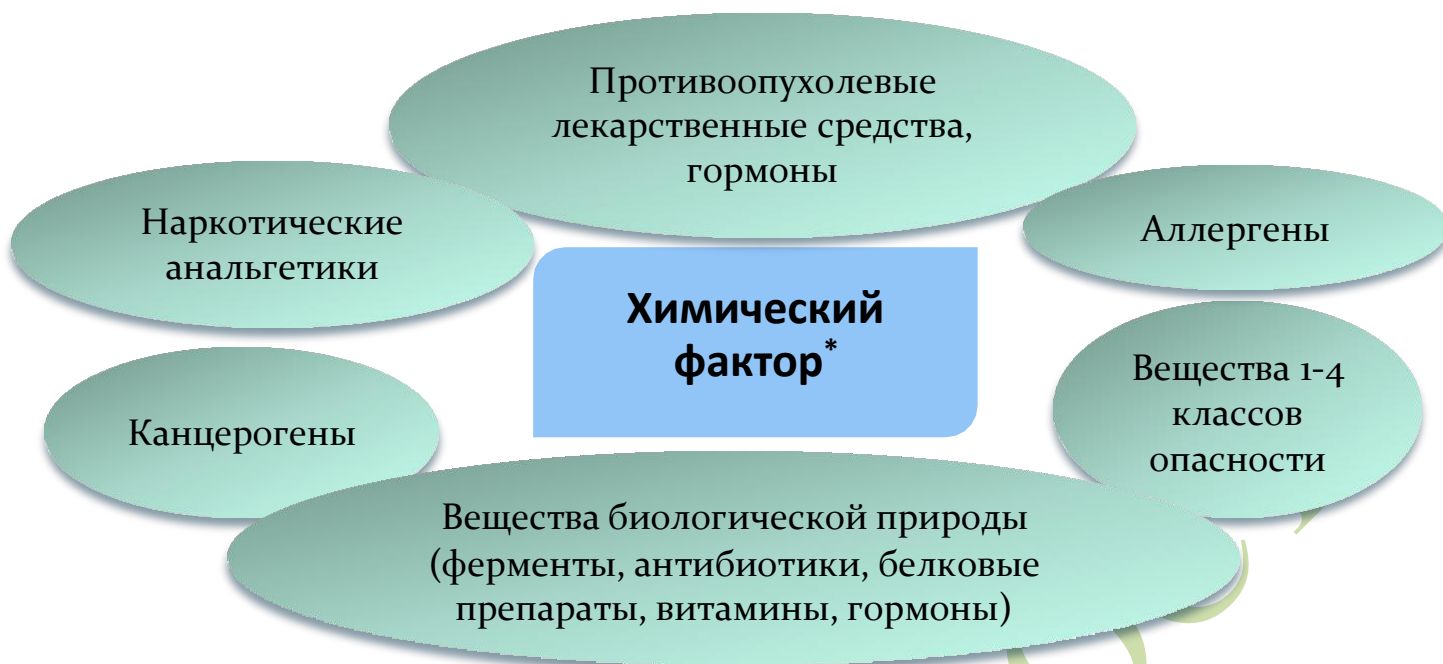 Противоопухолевые
лекарственные средства,
гормоны
Наркотические
анальгетики
Аллергены
Химический
фактор*
Вещества 1-4
классов
опасности
Канцерогены
Вещества биологической природы
(ферменты, антибиотики, белковые
препараты, витамины, гормоны)